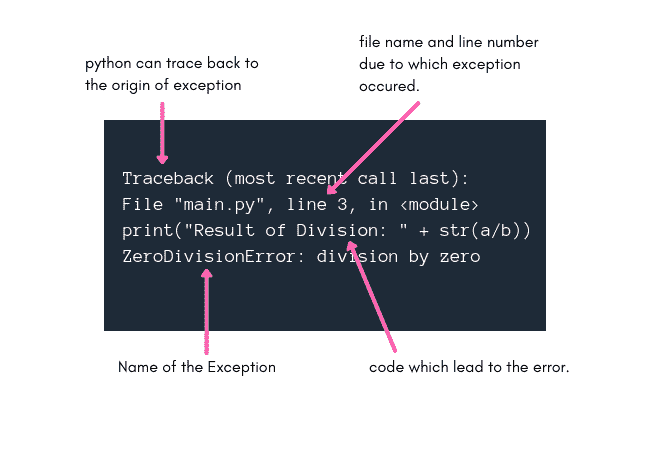 python can trace back to
the origin of exception
file name and line number
due to which exception
occured.
Traceback (most recent call last):
File "main.py", line 3, in <module>
print("Result of Division: " + str(a/b))
ZeroDivisionError: division by zero
Name of the Exception
code which lead to the error.